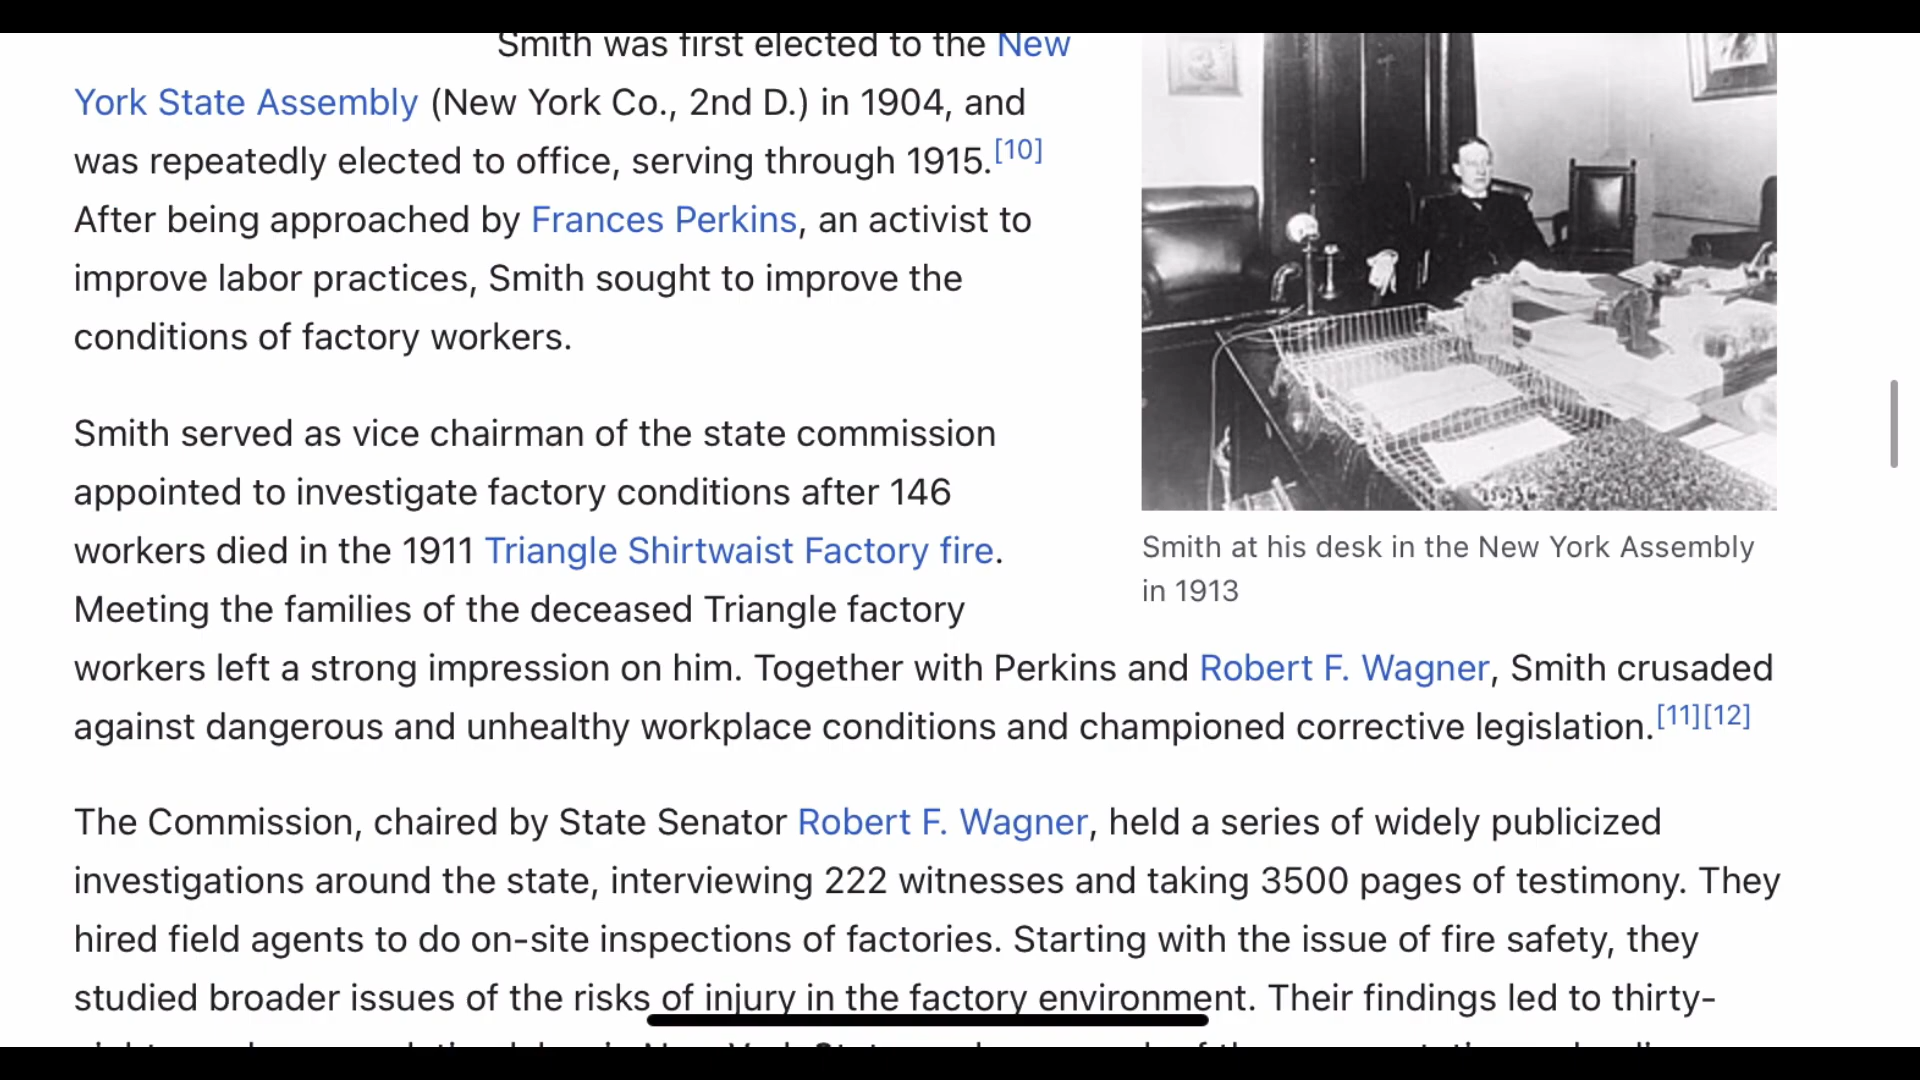 Smith was first elected to the New
York State Assembly (New York Co., 2nd D.) in 1904, and
was repeatedly elected to office, serving through 1915.[10]
After being approached by Frances Perkins, an activist to
improve labor practices, Smith sought to improve the
conditions of factory workers.
Smith served as vice chairman of the state commission
appointed to investigate factory conditions after 146
workers died in the 1911 Triangle Shirtwaist Factory fire.
Meeting the families of the deceased Triangle factory
workers left a strong impression on him. Together with Perkins and Robert F. Wagner, Smith crusaded
against dangerous and unhealthy workplace conditions and championed corrective legislation.[11][12]
The Commission, chaired by State Senator Robert F. Wagner, held a series of widely publicized
investigations around the state, interviewing 222 witnesses and taking 3500 pages of testimony. They
hired field agents to do on-site inspections of factories. Starting with the issue of fire safety, they
studied broader issues of the risks of injury in the factory environment. Their findings led to thirty-
Smith at his desk in the New York Assembly
in 1913